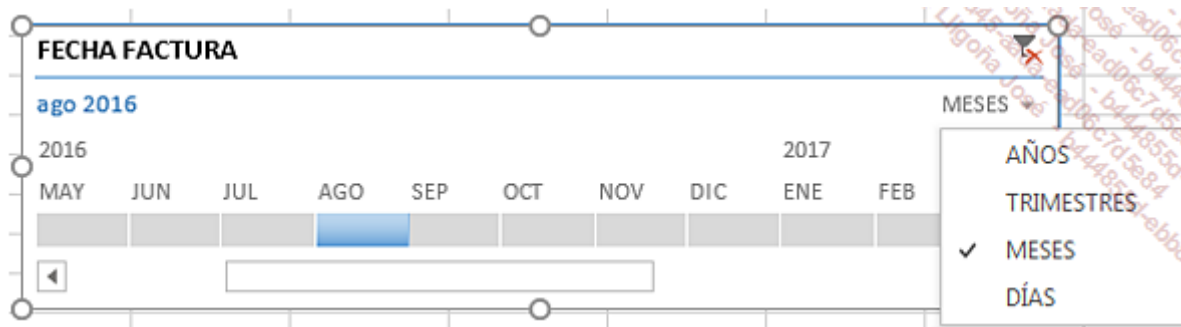 FECHA FACTURA
ago 2016
MESES
2016
2017
MAY JUN JUL AGO SEP OCT NOV DIC ENE FEB
AÑOS
TRIMESTRES
MESES
DÍAS